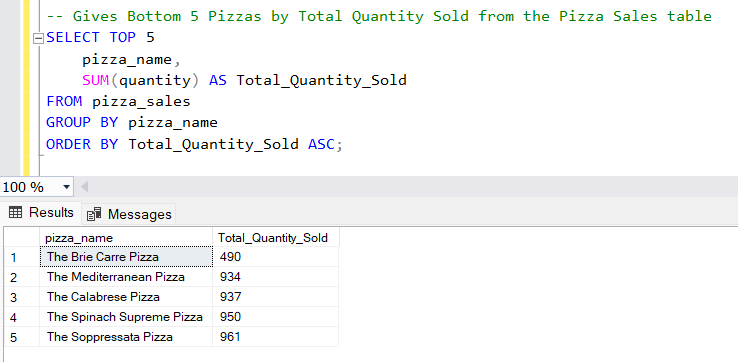 -- Gives Bottom 5 Pizzas by Total Quantity Sold from the Pizza Sales table
SELECT TOP 5
pizza_name,
SUM(quantity) AS Total_Quantity_Sold
FROM pizza_sales
GROUP BY pizza_name
ORDER BY Total_Quantity_Sold ASC;
100 %
Results Messages
pizza_name Total_Quantity_Sold
1 The Brie Carre Pizza 490
2 The Mediterranean Pizza 934
3 The Calabrese Pizza 937
4 The Spinach Supreme Pizza 950
5 The Soppressata Pizza 961